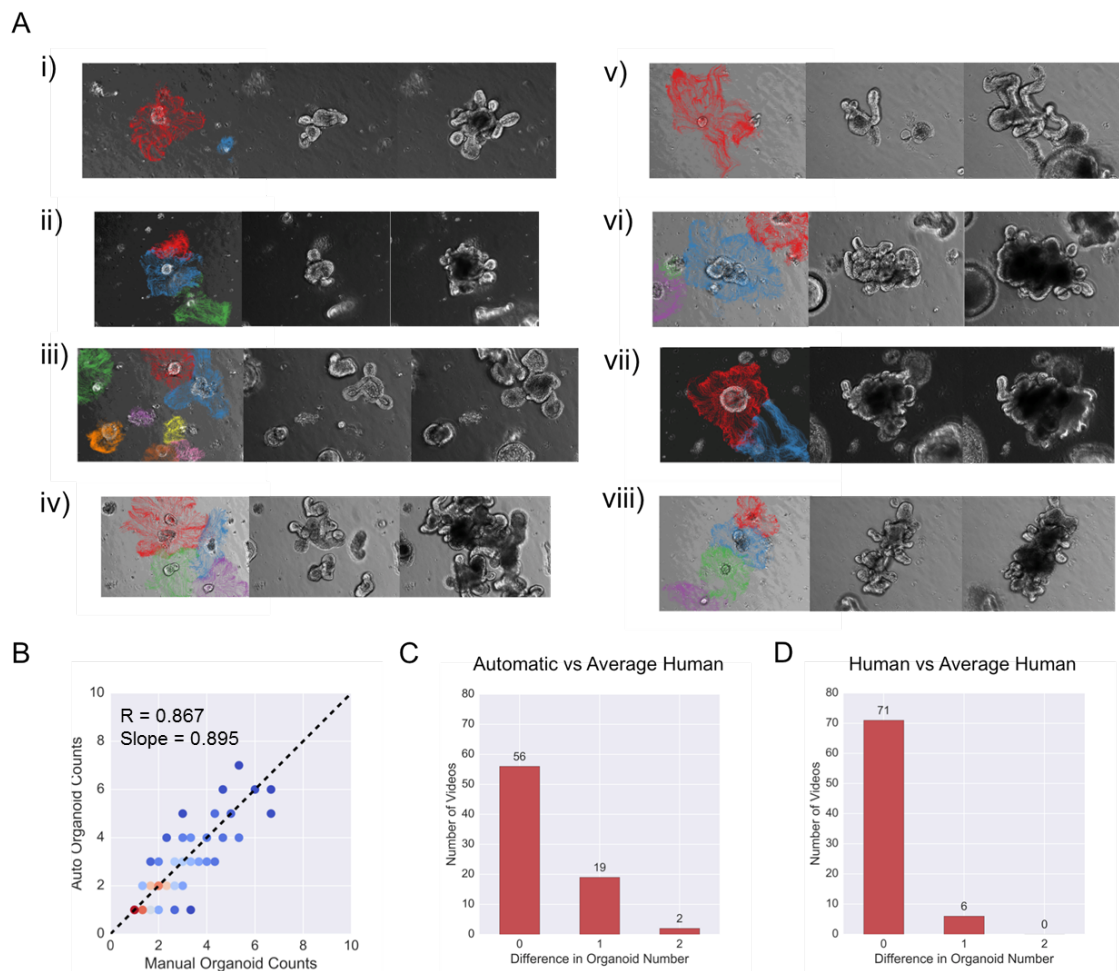 A
i)
ii)
iii)
iv)
v)
vi)
vii)
viii)
B
R = 0.867
Slope = 0.895
Auto Organoid Counts
10
8
6
4
2
0
0 2 4 6 8 10
Manual Organoid Counts
C
Automatic vs Average Human
Number of Videos
80
70
60
50
40
30
20
10
0
56
19
2
0 1 2
Difference in Organoid Number
D
Human vs Average Human
Number of Videos
80
70
60
50
40
30
20
10
0
71
6
0
0 1 2
Difference in Organoid Number